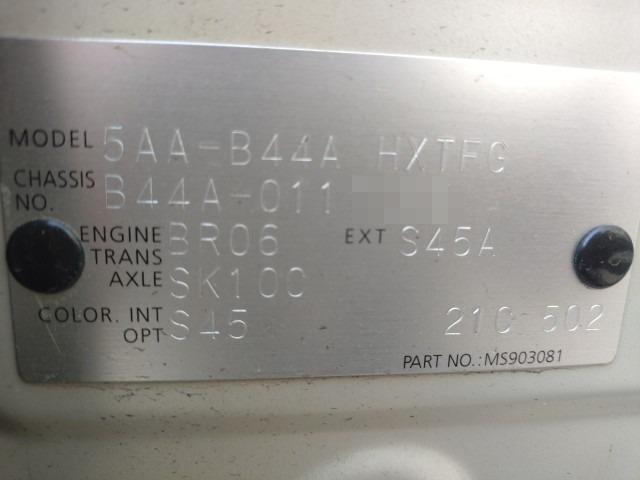 MODEL 5AA-B44A HXTFG
CHASSIS NO. B44A-011
ENGINE BR06 EXT S45A
TRANS AXLE SK10C
COLOR. INT OPT S45 21C 502
PART NO.: MS903081